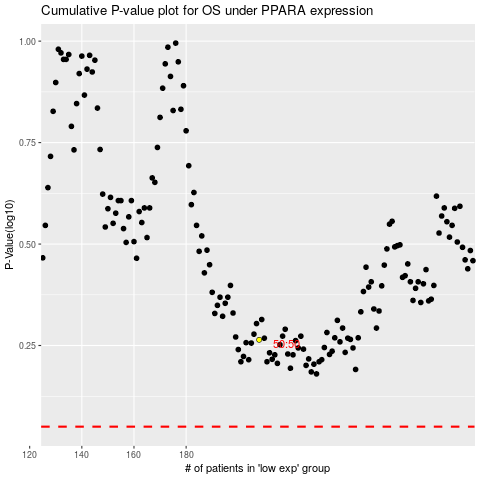 Cumulative P-value plot for OS under PPARA expression
P-Value(log10)
1.00
0.75
0.50
0.25
50:50
120 140 160 180
# of patients in 'low exp' group